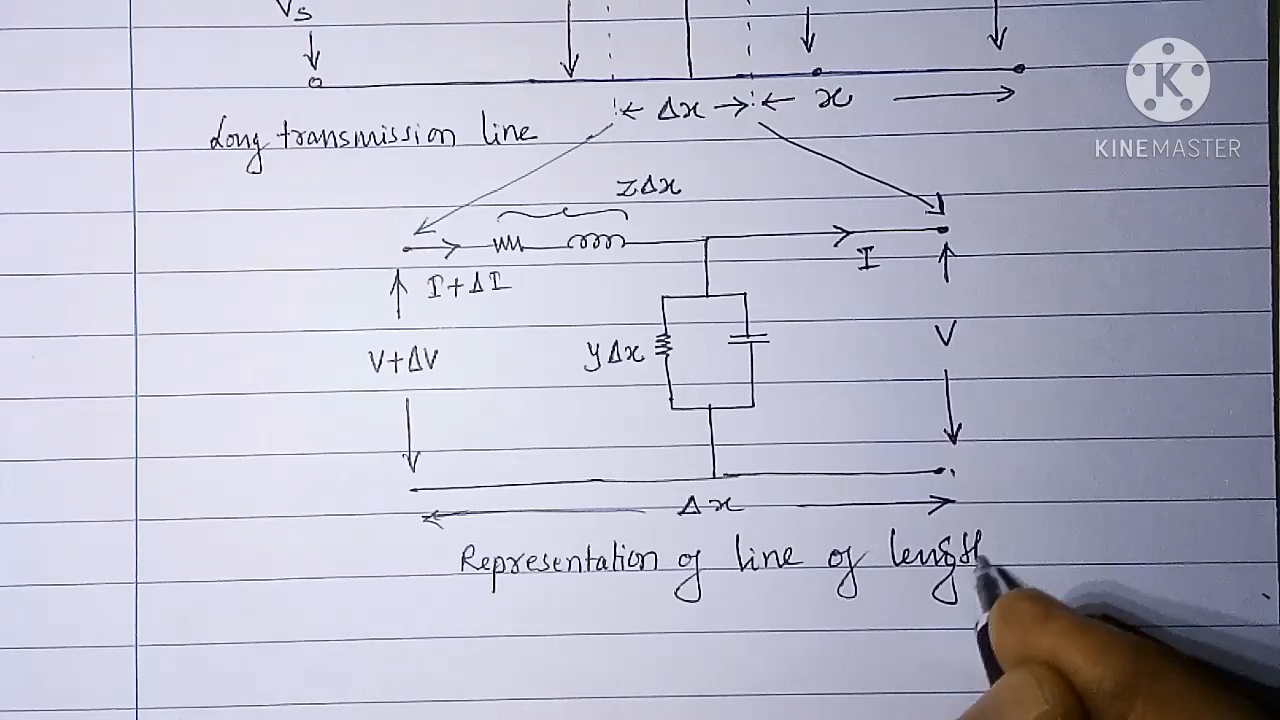 Vs
← Δx → ← x →
Long transmission line
zΔx
I+ΔI
I
V+ΔV
yΔx
V
Δx
Representation of line of length
K
KINEMASTER